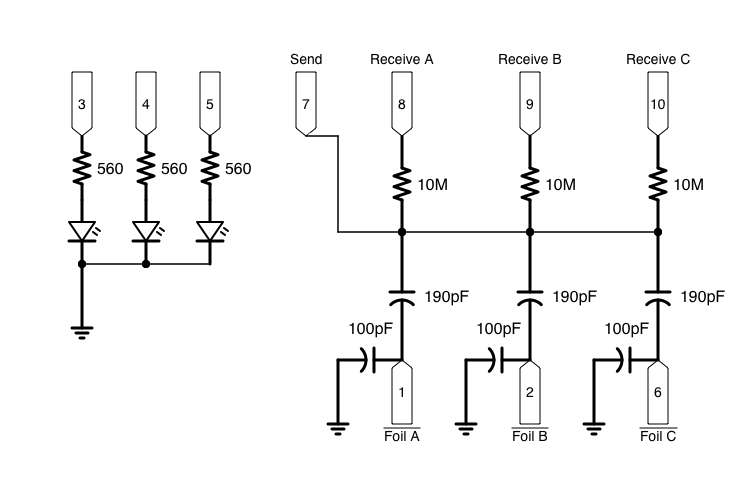 Send Receive A Receive B Receive C
3 4 5 7 8 9 10
560 560 560 10M 10M 10M
190pF 190pF 190pF
100pF 100pF 100pF
1 2 6
Foil A Foil B Foil C